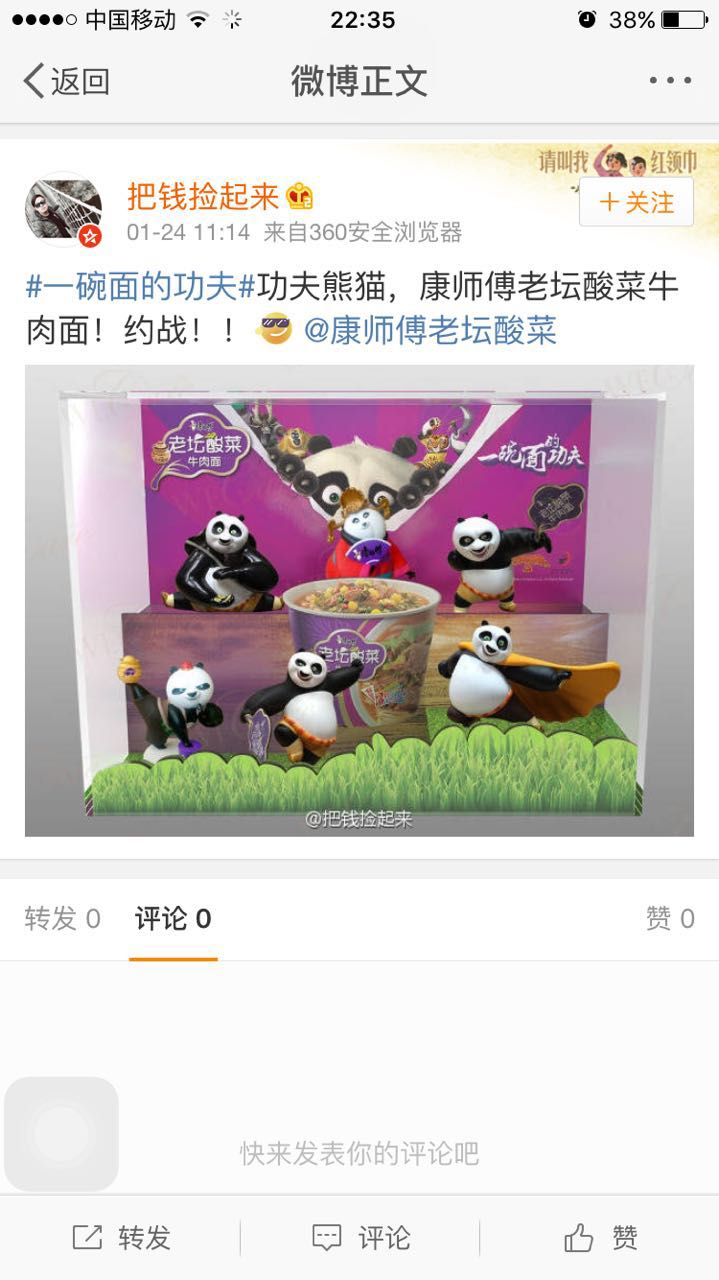 中国移动
22:35
38%
返回
微博正文
请叫我
红领巾
把钱捡起来
+关注
01-24 11:14 来自360安全浏览器
#一碗面的功夫#功夫熊猫，康师傅老坛酸菜牛
肉面！约战！！ @康师傅老坛酸菜
老坛酸菜
牛肉面
一碗面的功夫
老坛酸菜
@把钱捡起来
转发 0
评论 0
赞 0
快来发表你的评论吧
转发
评论
赞